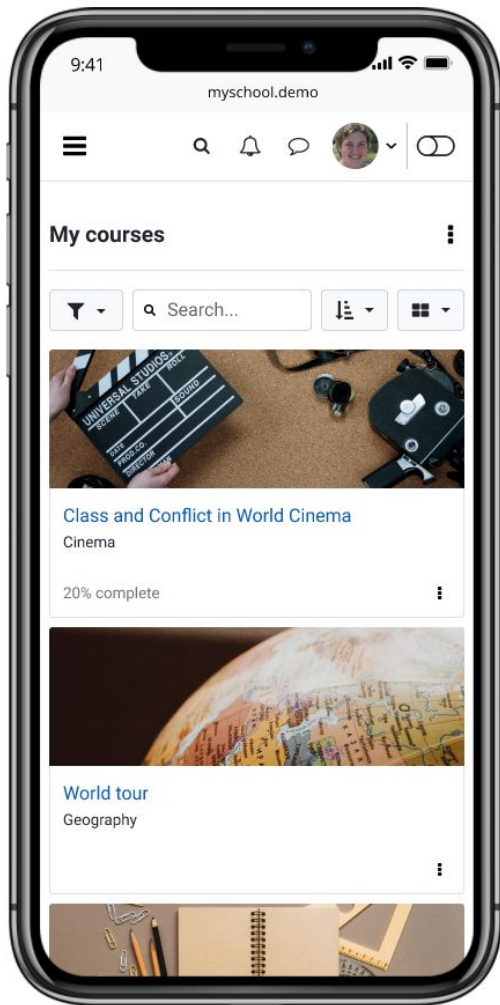 9:41
myschool.demo
My courses
Search...
UNIVERSAL STUDIOS
SCENE
TAKE
ROLL
SOUND
DATE
PROD.CO.
DIRECTOR
Class and Conflict in World Cinema
Cinema
20% complete
World tour
Geography